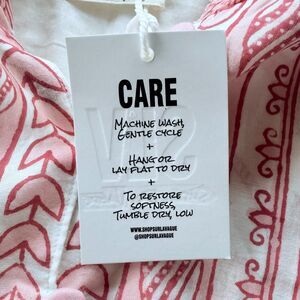 CARE
MACHINE WASH,
GENTLE CYCLE
+
HANG OR
LAY FLAT TO DRY
+
TO RESTORE
SOFTNESS,
TUMBLE DRY, LOW
WWW.SHOPSURLAVAGUE
@SHOPSURLAVAGUE